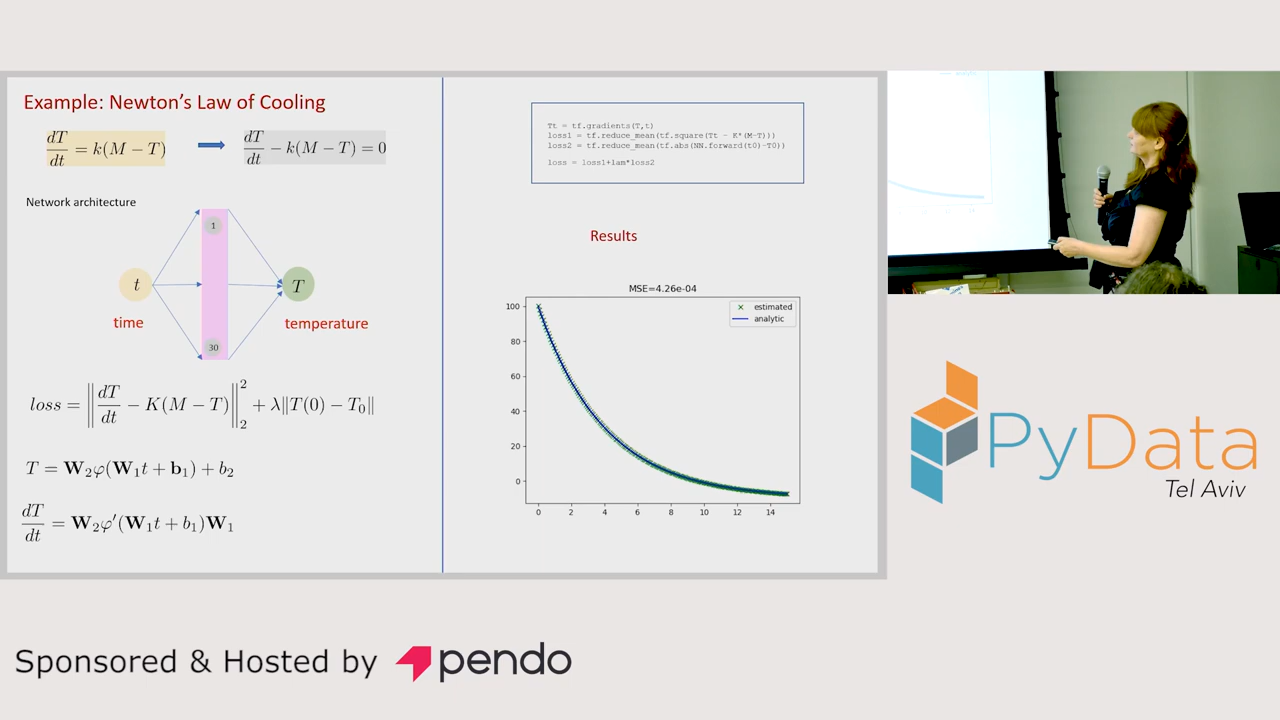 Example: Newton's Law of Cooling
dT/dt = k(M − T)
dT/dt − k(M − T) = 0
Network architecture
1
t
T
time
temperature
30
loss = ‖dT/dt − K(M − T)‖₂² + λ‖T(0) − T₀‖
T = W₂φ(W₁t + b₁) + b₂
dT/dt = W₂φ′(W₁t + b₁)W₁
Tt = tf.gradients(T,t)
loss1 = tf.reduce_mean(tf.square(Tt - K*(M-T)))
loss2 = tf.reduce_mean(tf.abs(NN.forward(t0)-T0))
loss = loss1+lam*loss2
Results
MSE=4.26e-04
estimated
analytic
100
80
60
40
20
0
0 2 4 6 8 10 12 14
PyData
Tel Aviv
Sponsored & Hosted by pendo